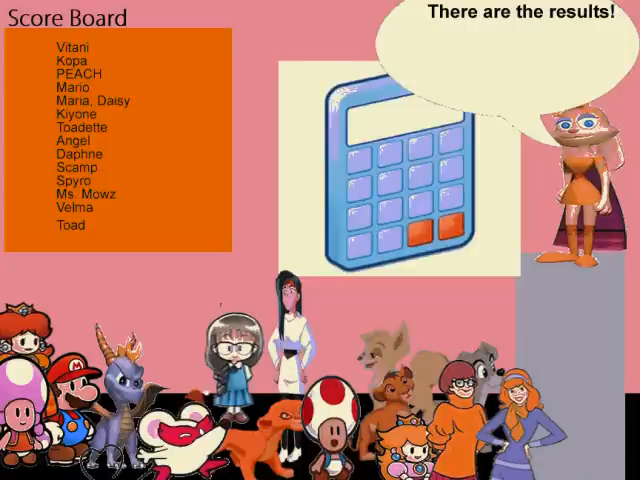 Score Board
There are the results!
Vitani
Kopa
PEACH
Mario
Maria, Daisy
Kiyone
Toadette
Angel
Daphne
Scamp
Spyro
Ms. Mowz
Velma
Toad